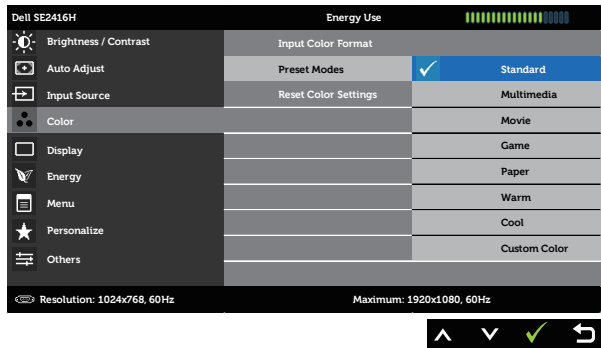 Dell SE2416H Energy Use
Brightness / Contrast Input Color Format
Auto Adjust Preset Modes Standard
Input Source Reset Color Settings Multimedia
Color Movie
Display Game
Energy Paper
Menu Warm
Personalize Cool
Others Custom Color
Resolution: 1024x768, 60Hz Maximum: 1920x1080, 60Hz